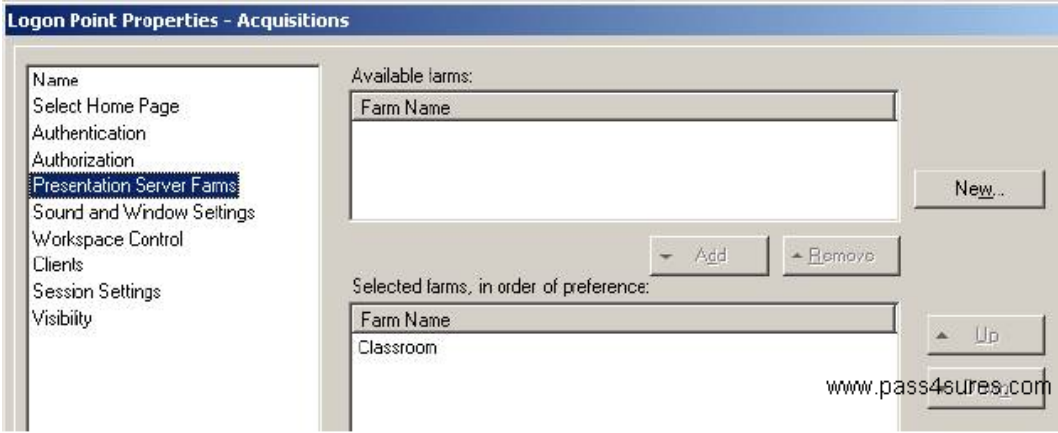 Logon Point Properties - Acquisitions
Name
Select Home Page
Authentication
Authorization
Presentation Server Farms
Sound and Window Settings
Workspace Control
Clients
Session Settings
Visibility
Available farms:
Farm Name
New...
Add
Remove
Selected farms, in order of preference:
Farm Name
Classroom
Up
www.pass4sures.com